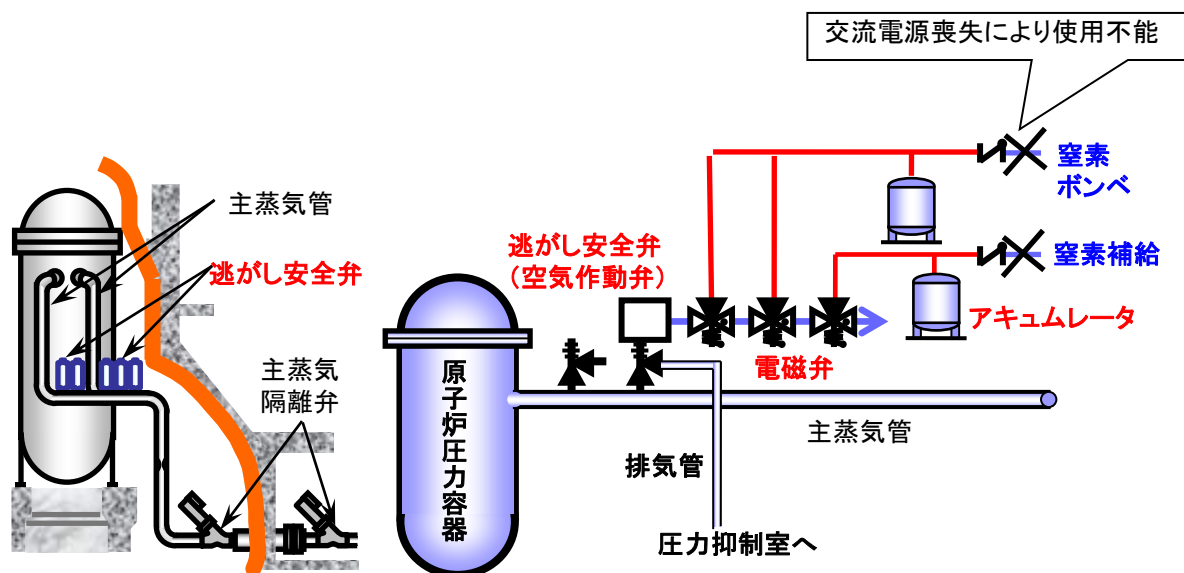 交流電源喪失により使用不能
窒素
ボンベ
主蒸気管
逃がし安全弁
逃がし安全弁
(空気作動弁)
窒素補給
アキュムレータ
電磁弁
主蒸気
隔離弁
原子炉圧力容器
主蒸気管
排気管
圧力抑制室へ